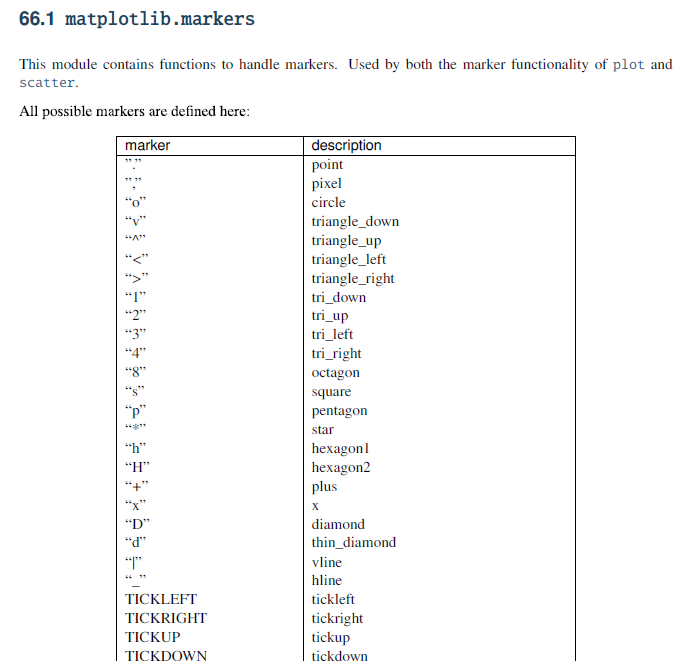 66.1 matplotlib.markers
This module contains functions to handle markers. Used by both the marker functionality of plot and
scatter.
All possible markers are defined here:
marker description
”.” point
”,” pixel
“o” circle
“v” triangle_down
“^” triangle_up
“<” triangle_left
“>” triangle_right
“1” tri_down
“2” tri_up
“3” tri_left
“4” tri_right
“8” octagon
“s” square
“p” pentagon
“*” star
“h” hexagon1
“H” hexagon2
“+” plus
“x” x
“D” diamond
“d” thin_diamond
“|” vline
“_” hline
TICKLEFT tickleft
TICKRIGHT tickright
TICKUP tickup
TICKDOWN tickdown